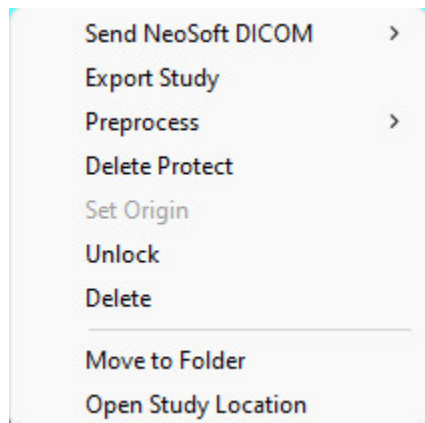 Send NeoSoft DICOM
Export Study
Preprocess
Delete Protect
Set Origin
Unlock
Delete
Move to Folder
Open Study Location